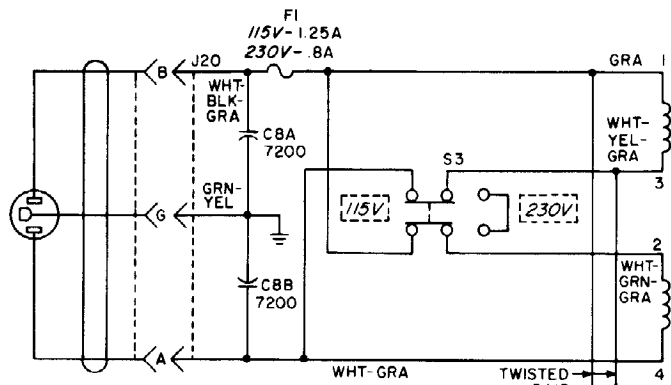 F1
115V-1.25A
230V-.8A
B
J20
GRA
1
WHT-
BLK-
GRA
C8A
7200
WHT-
YEL-
GRA
S3
3
GRN-
YEL
G
115V
230V
2
C8B
7200
WHT-
GRN-
GRA
A
WHT-GRA
TWISTED
4